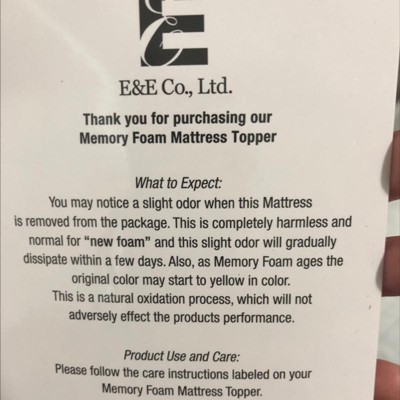 E&E Co., Ltd.
Thank you for purchasing our
Memory Foam Mattress Topper
What to Expect:
You may notice a slight odor when this Mattress
is removed from the package. This is completely harmless and
normal for “new foam” and this slight odor will gradually
dissipate within a few days. Also, as Memory Foam ages the
original color may start to yellow in color.
This is a natural oxidation process, which will not
adversely effect the products performance.
Product Use and Care:
Please follow the care instructions labeled on your
Memory Foam Mattress Topper.